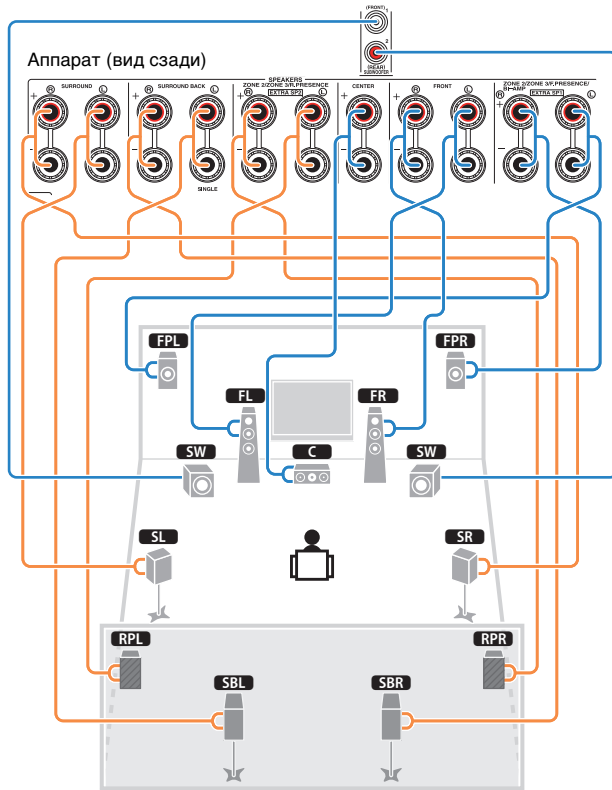 (FRONT) 1
2
(REAR)
SUBWOOFER
Аппарат (вид сзади)
SPEAKERS
SURROUND
SURROUND BACK
ZONE 2/ZONE 3/R.PRESENCE
EXTRA SP2
CENTER
FRONT
ZONE 2/ZONE 3/F.PRESENCE/
BI-AMP
EXTRA SP1
R L R L R L R L R L
+ + + + + +
− − − − − −
SINGLE
FPL FPR
FL FR
SW C SW
SL SR
RPL RPR
SBL SBR